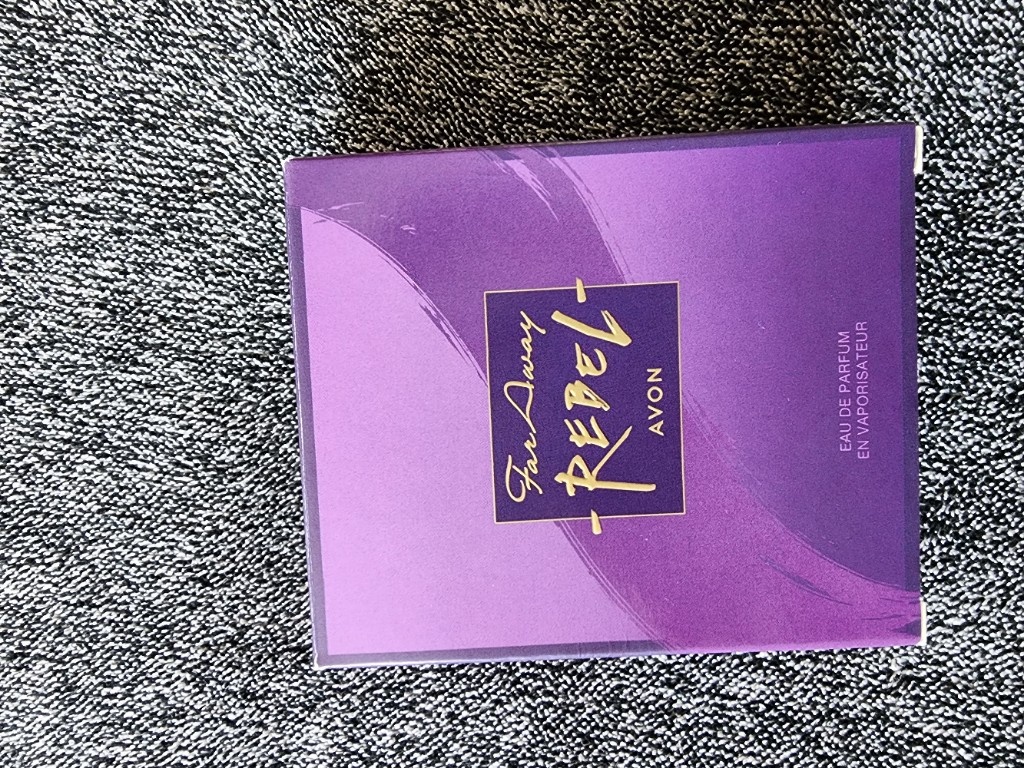 Far Away
REBEL
AVON
EAU DE PARFUM
EN VAPORISATEUR